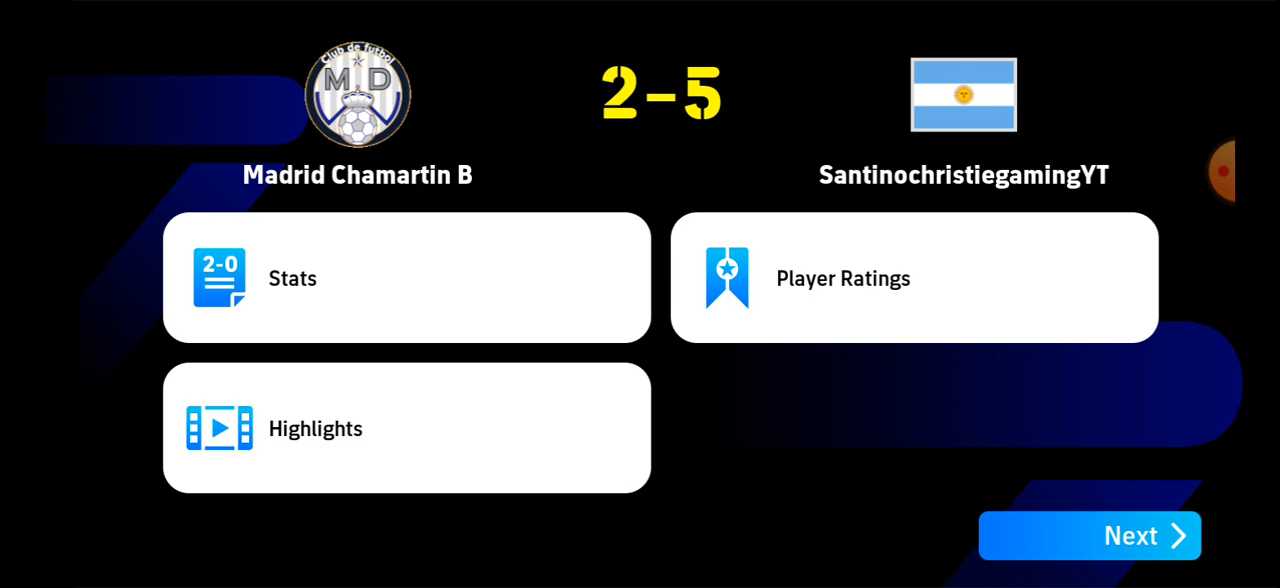 Club de futbol
M D
2-5
Madrid Chamartin B
SantinochristiegamingYT
2-0
Stats
Player Ratings
Highlights
Next